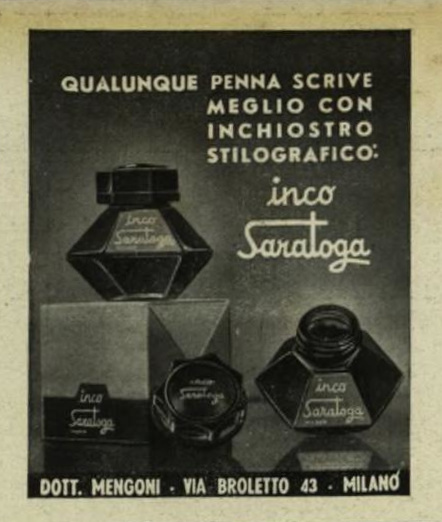 QUALUNQUE PENNA SCRIVE
MEGLIO CON
INCHIOSTRO
STILOGRAFICO:
inco
Saratoga
inco
Saratoga
inco
Saratoga
inco
Saratoga
inco
Saratoga
DOTT. MENGONI - VIA BROLETTO 43 - MILANO